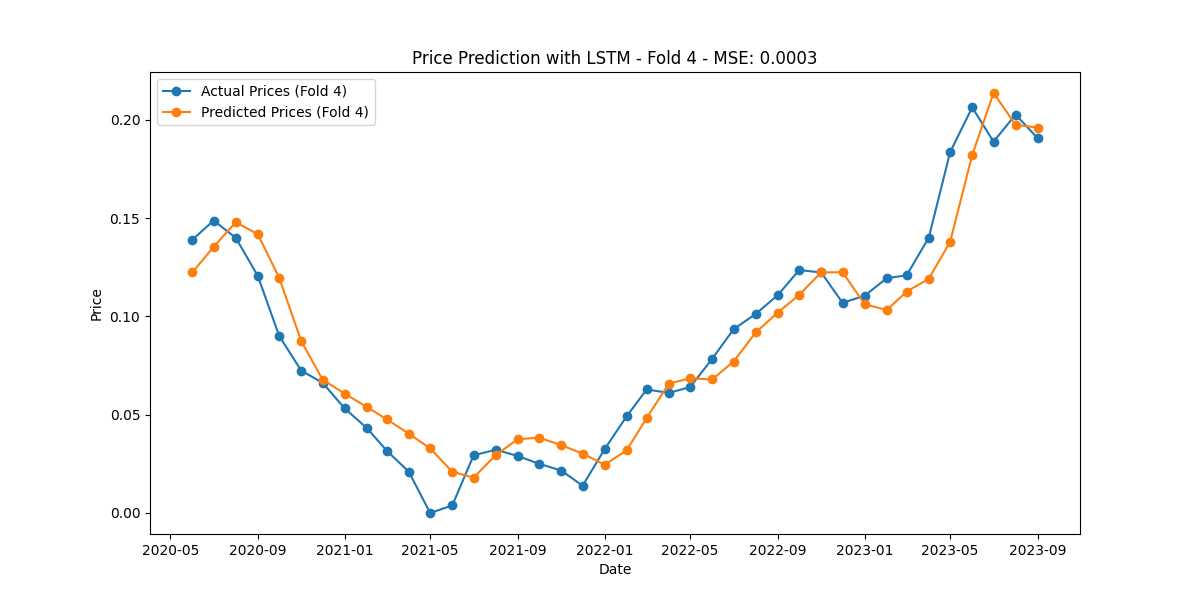 Price Prediction with LSTM - Fold 4 - MSE: 0.0003
Actual Prices (Fold 4)
Predicted Prices (Fold 4)
Price
0.20
0.15
0.10
0.05
0.00
2020-05 2020-09 2021-01 2021-05 2021-09 2022-01 2022-05 2022-09 2023-01 2023-05 2023-09
Date